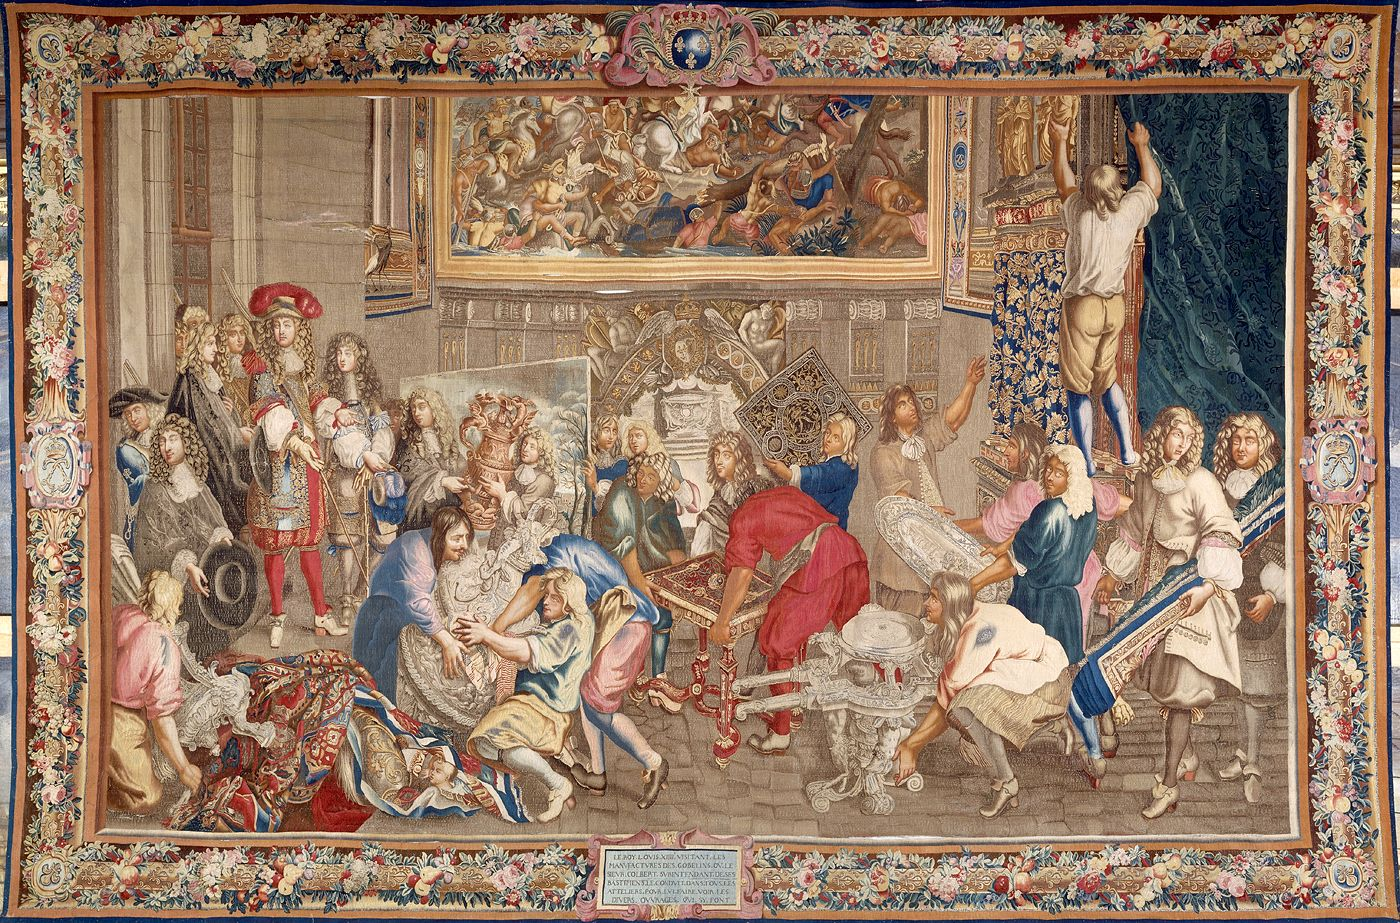 LE ROY LOVIS XIIII VISITANT LES
MANVFACTVRES DES GOBELINS OV LE
SIEVR COLBERT SVRINTENDANT DE SES
BASTIMENS LE CONDVIT DANS TOVS LES
ATTELIERS POVR LVY FAIRE VOIR LES
DIVERS OVVRAGES QVI SY FONT